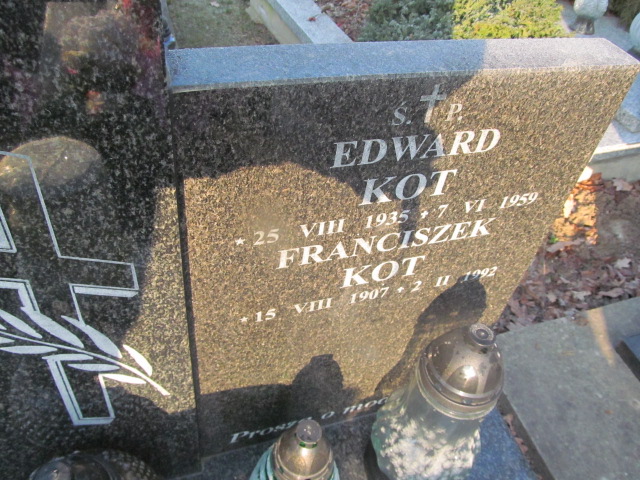 Ś. P.
EDWARD
KOT
* 25 VIII 1935 + 7 VI 1959
FRANCISZEK
KOT
* 15 VIII 1907 + 2 II 1992
o